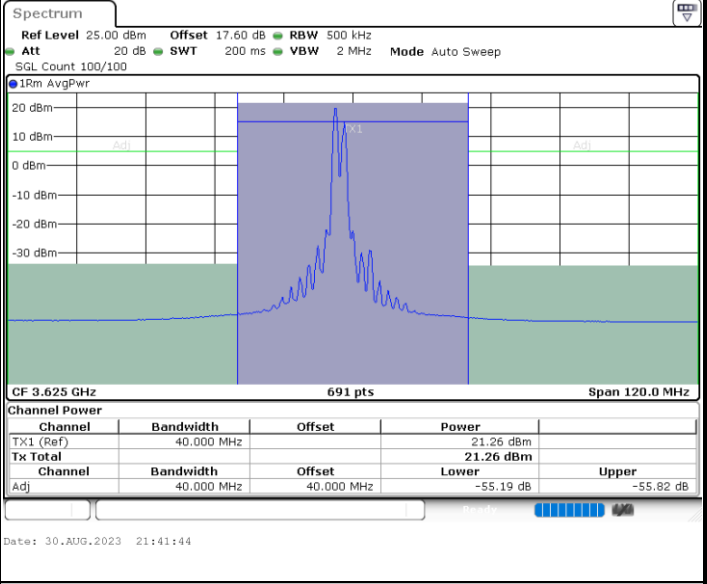 Spectrum
Ref Level 25.00 dBm Offset 17.60 dB RBW 500 kHz
Att 20 dB SWT 200 ms VBW 2 MHz Mode Auto Sweep
SGL Count 100/100
1Rm AvgPwr
20 dBm
TX1
10 dBm
Adj Adj
0 dBm
-10 dBm
-20 dBm
-30 dBm
CF 3.625 GHz 691 pts Span 120.0 MHz
Channel Power
Channel Bandwidth Offset Power
TX1 (Ref) 40.000 MHz 21.26 dBm
Tx Total 21.26 dBm
Channel Bandwidth Offset Lower Upper
Adj 40.000 MHz 40.000 MHz -55.19 dB -55.82 dB
Ready
Date: 30.AUG.2023 21:41:44